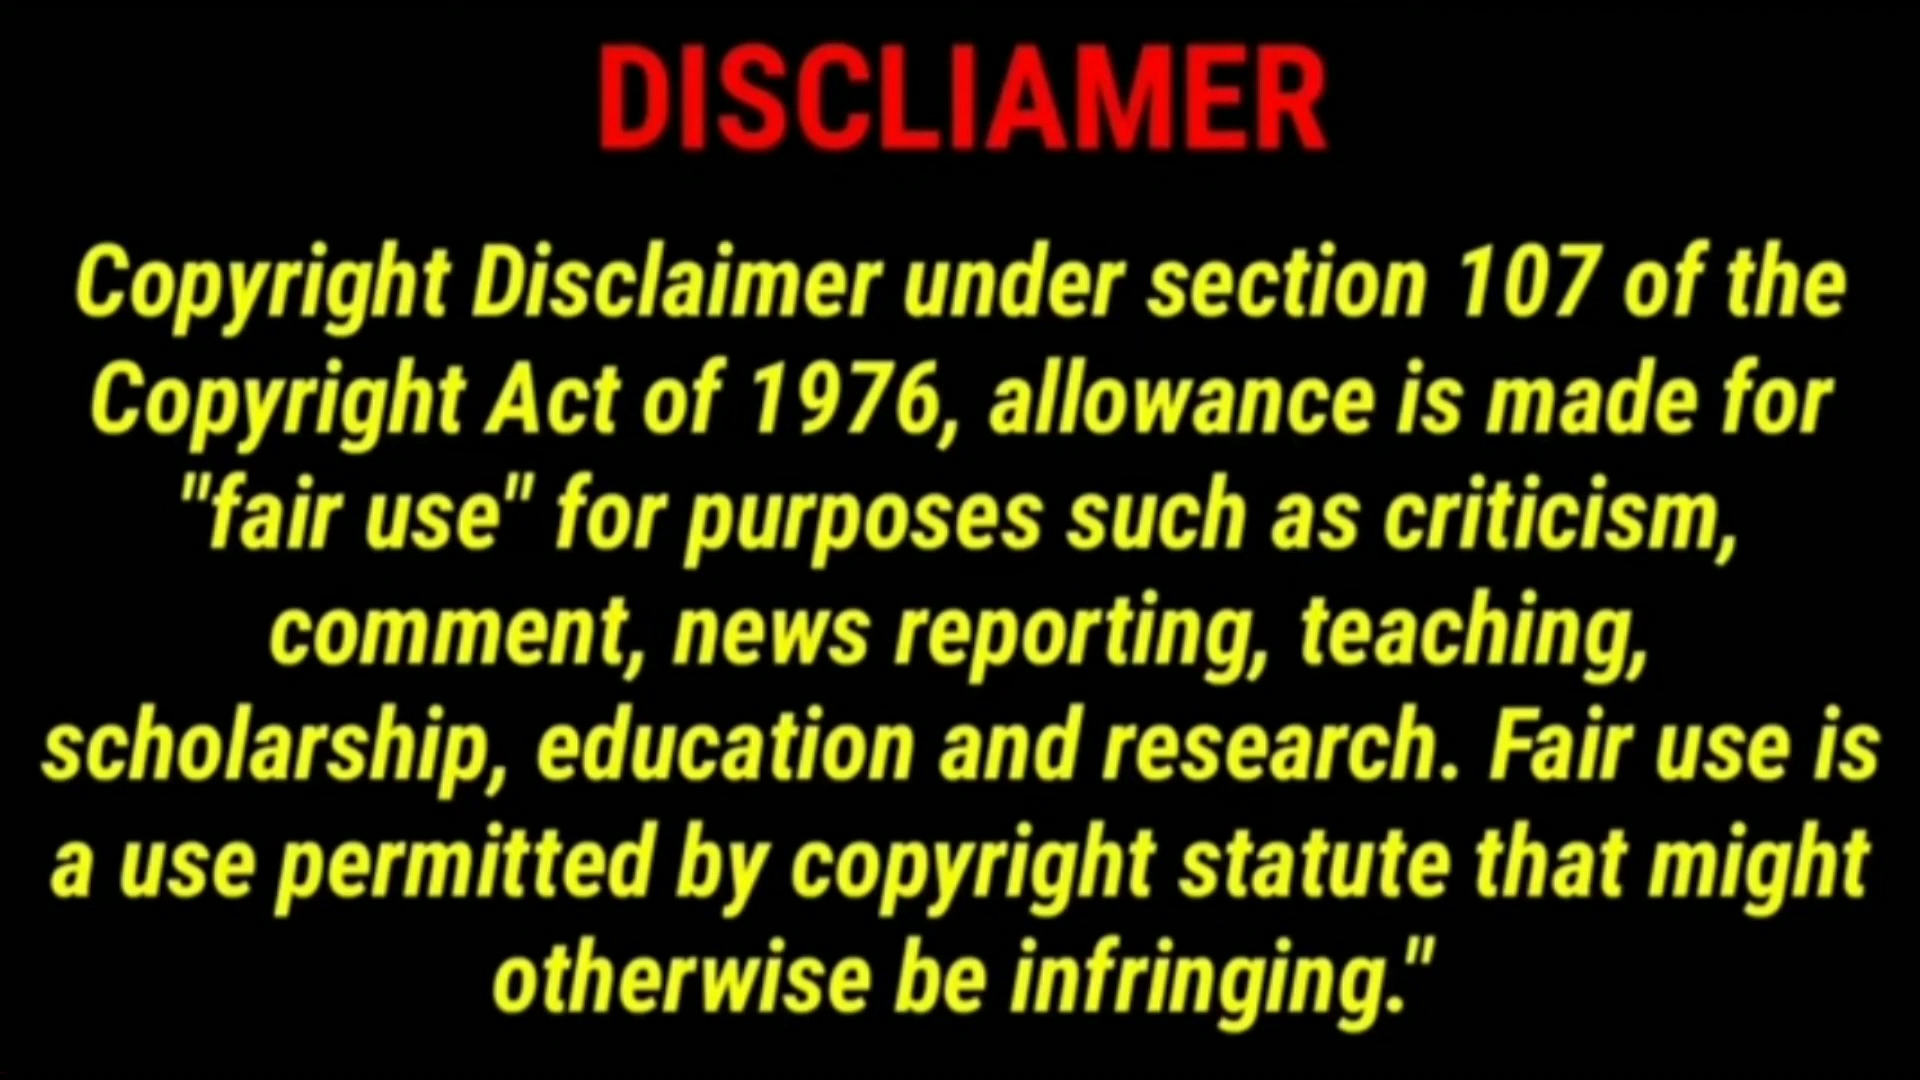 DISCLIAMER
Copyright Disclaimer under section 107 of the
Copyright Act of 1976, allowance is made for
"fair use" for purposes such as criticism,
comment, news reporting, teaching,
scholarship, education and research. Fair use is
a use permitted by copyright statute that might
otherwise be infringing."